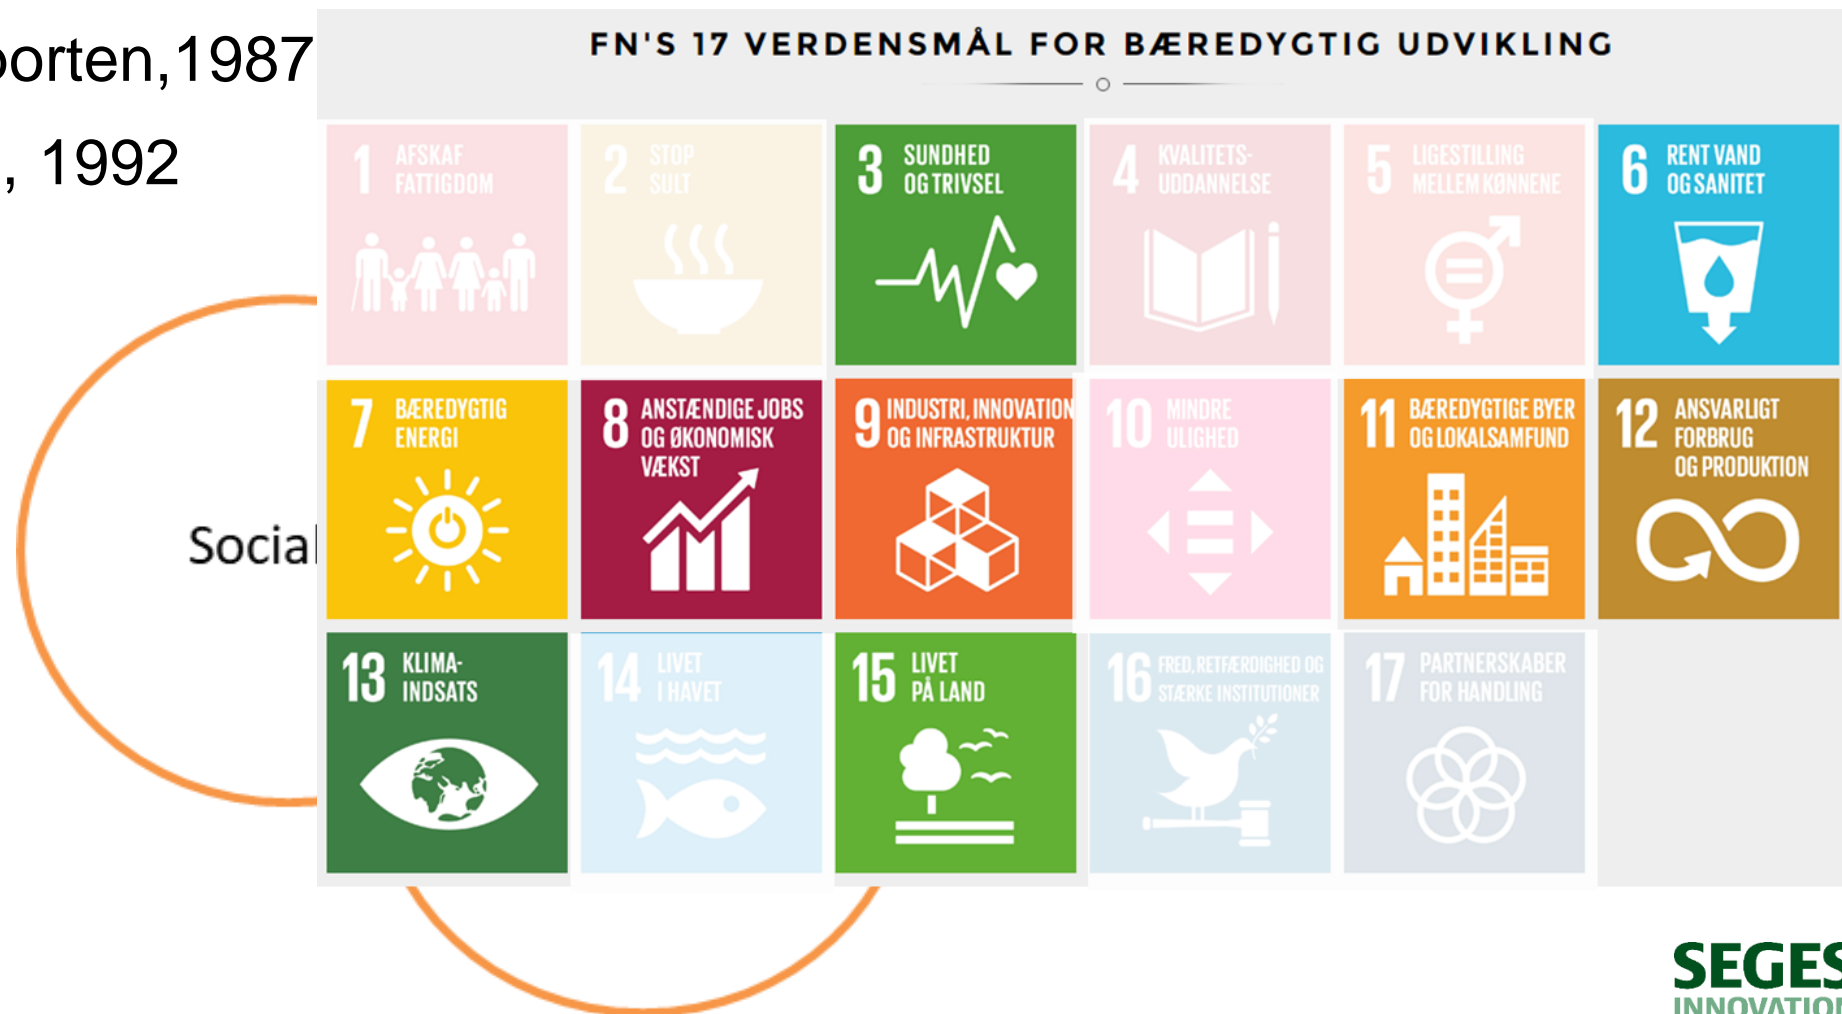 porten,1987
, 1992
FN'S 17 VERDENSMÅL FOR BÆREDYGTIG UDVIKLING
1 AFSKAF
FATTIGDOM
2 STOP
SULT
3 SUNDHED
OG TRIVSEL
4 KVALITETS-
UDDANNELSE
5 LIGESTILLING
MELLEM KØNNENE
6 RENT VAND
OG SANITET
7 BÆREDYGTIG
ENERGI
8 ANSTÆNDIGE JOBS
OG ØKONOMISK
VÆKST
9 INDUSTRI, INNOVATION
OG INFRASTRUKTUR
10 MINDRE
ULIGHED
11 BÆREDYGTIGE BYER
OG LOKALSAMFUND
12 ANSVARLIGT
FORBRUG
OG PRODUKTION
Social
13 KLIMA-
INDSATS
14 LIVET
I HAVET
15 LIVET
PÅ LAND
16 FRED, RETFÆRDIGHED OG
STÆRKE INSTITUTIONER
17 PARTNERSKABER
FOR HANDLING
SEGES
INNOVATION